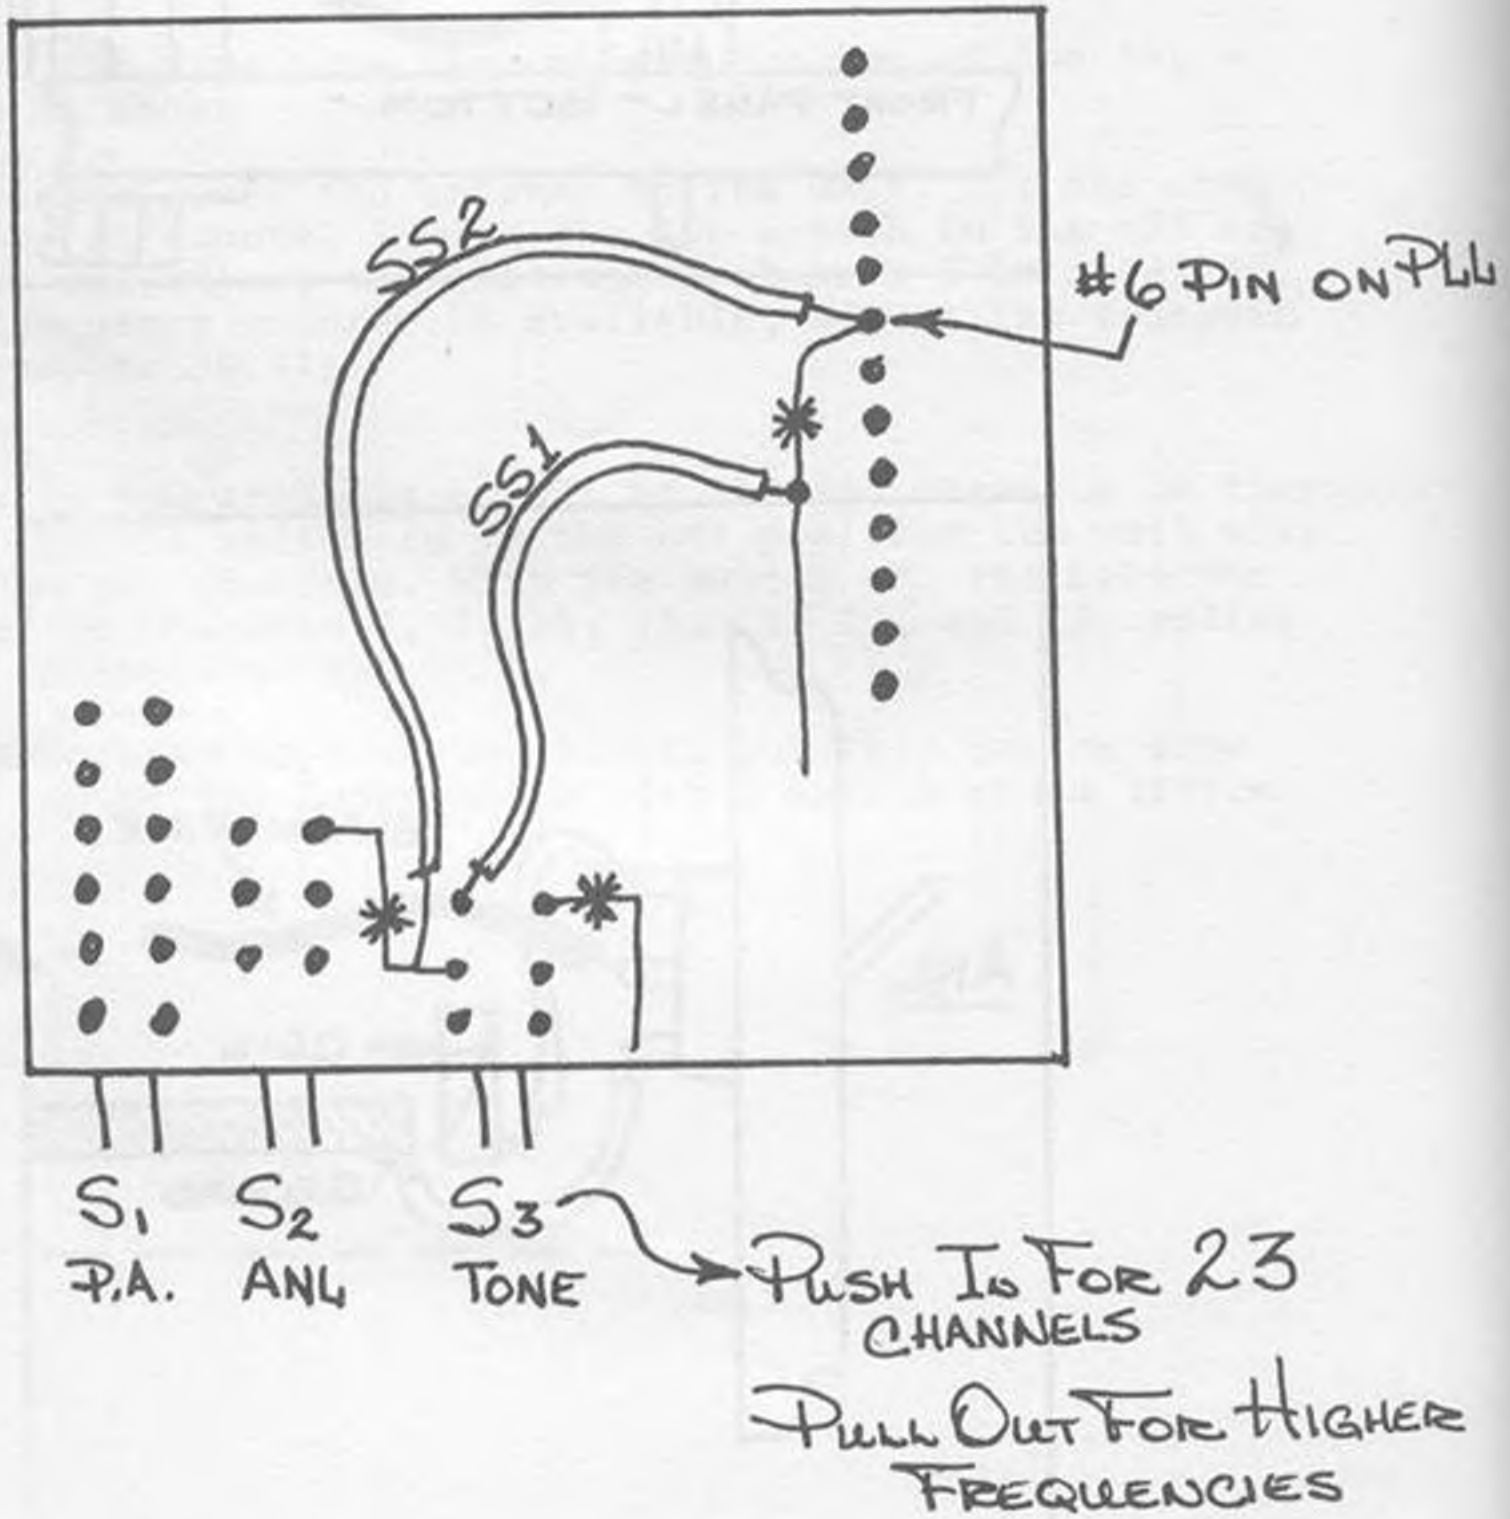 SS2
#6 PIN ON PLL
SS1
S1 S2 S3
P.A. ANL TONE
PUSH IN FOR 23
CHANNELS
PULL OUT FOR HIGHER
FREQUENCIES